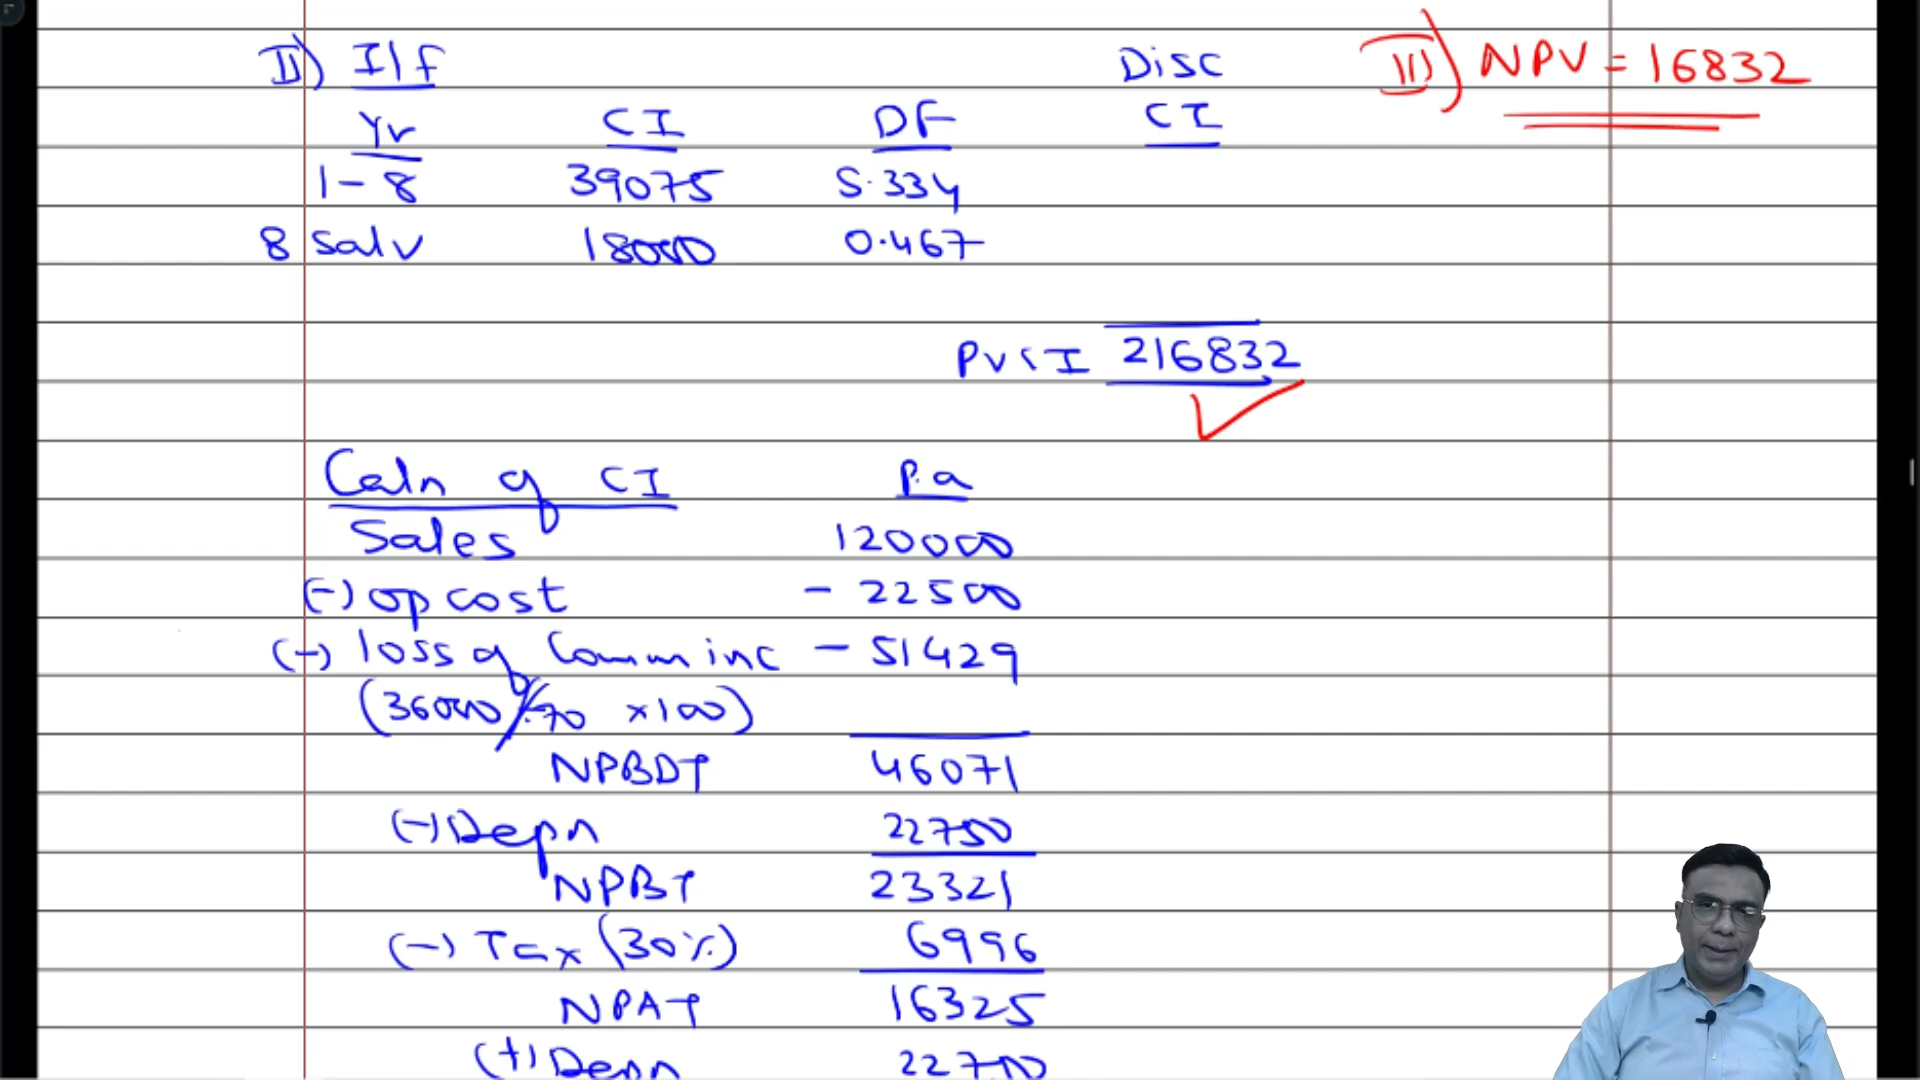 II) I/f Disc III) NPV = 16832
Yr CI DF CI
1-8 39075 5.334
8 Salv 18000 0.467
PVCI 216832
Caln of CI P.a
Sales 120000
(-) op cost - 22500
(-) loss of Comm inc - 51429
(36000/70 x100)
NPBDT 46071
(-) Depn 22750
NPBT 23321
(-) Tax (30%) 6996
NPAT 16325
(+) Depn 22750